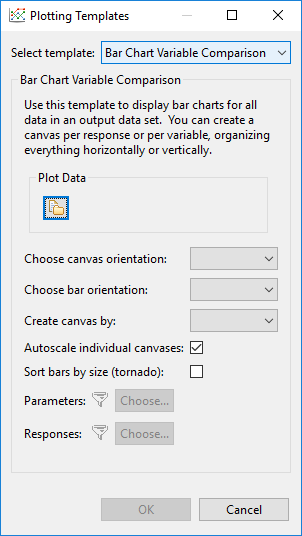 Plotting Templates
Select template: Bar Chart Variable Comparison
Bar Chart Variable Comparison
Use this template to display bar charts for all
data in an output data set.  You can create a
canvas per response or per variable, organizing
everything horizontally or vertically.
Plot Data
Choose canvas orientation:
Choose bar orientation:
Create canvas by:
Autoscale individual canvases:
Sort bars by size (tornado):
Parameters: Choose...
Responses: Choose...
OK Cancel